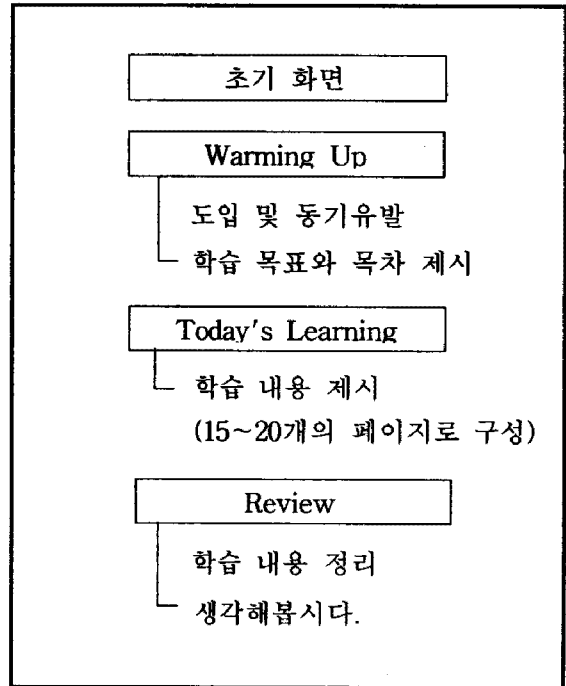 초기 화면
Warming Up
도입 및 동기유발
학습 목표와 목차 제시
Today's Learning
학습 내용 제시
(15~20개의 페이지로 구성)
Review
학습 내용 정리
생각해봅시다.